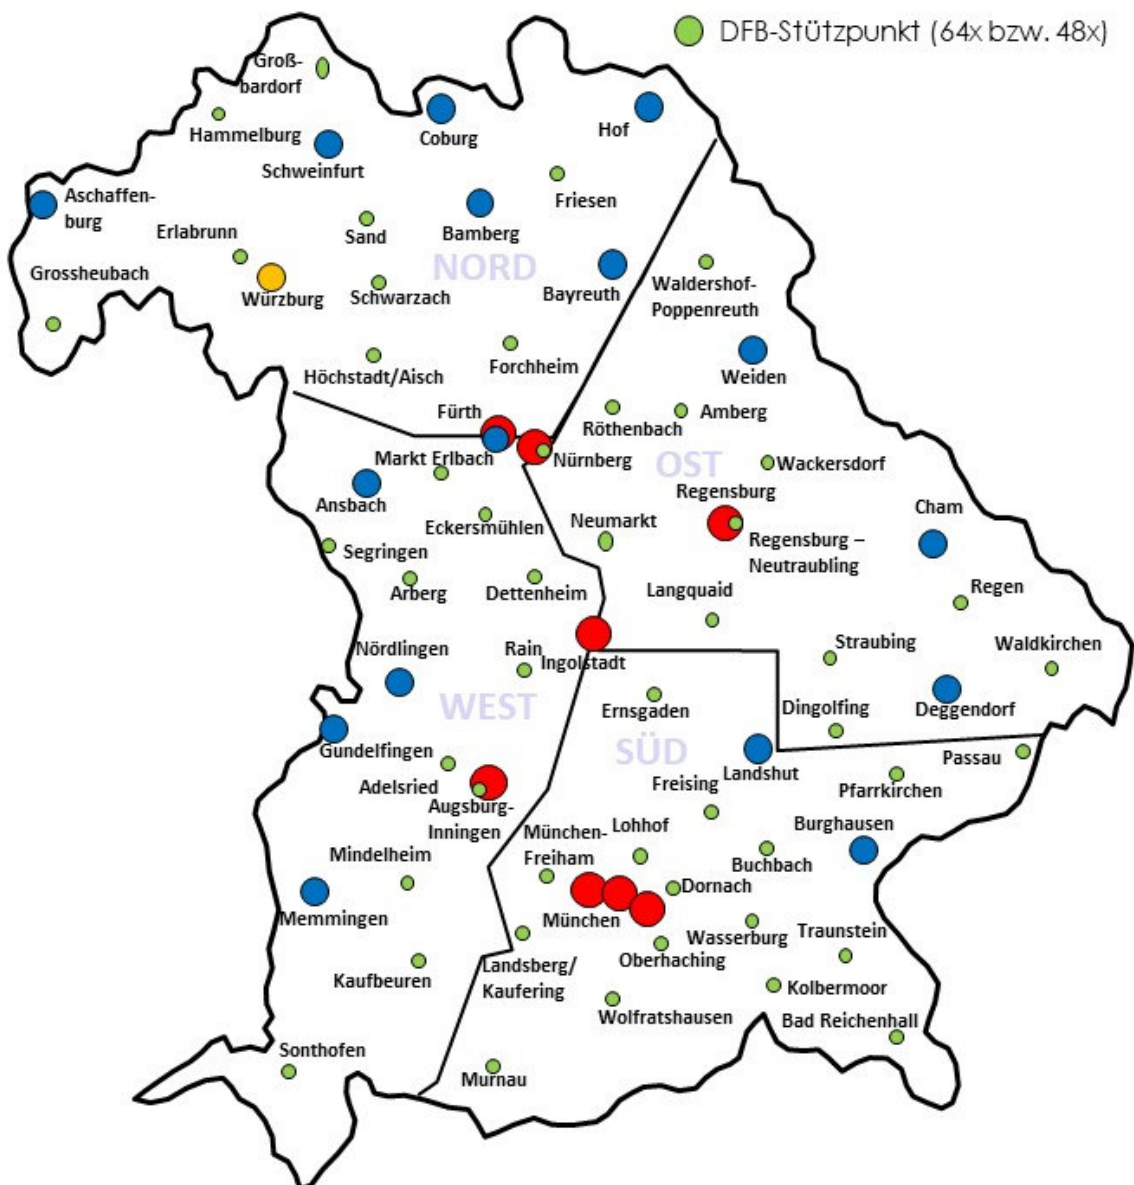 DFB-Stützpunkt (64x bzw. 48x)
Groß-
bardorf
Hammelburg
Coburg
Hof
Schweinfurt
Aschaffen-
burg
Friesen
Erlabrunn
Sand
Bamberg
NORD
Grossheubach
Würzburg
Schwarzach
Bayreuth
Waldershof-
Poppenreuth
Höchstadt/Aisch
Forchheim
Weiden
Fürth
Röthenbach
Amberg
Markt Erlbach
Nürnberg
OST
Wackersdorf
Ansbach
Regensburg
Cham
Eckersmühlen
Neumarkt
Regensburg –
Neutraubling
Segringen
Arberg
Dettenheim
Langquaid
Regen
Nördlingen
Rain
Ingolstadt
Straubing
Waldkirchen
WEST
Ernsgaden
Dingolfing
Deggendorf
SÜD
Gundelfingen
Landshut
Passau
Adelsried
Freising
Pfarrkirchen
Augsburg-
Inningen
München-
Freiham
Lohhof
Burghausen
Mindelheim
Buchbach
Dornach
Memmingen
München
Wasserburg
Traunstein
Oberhaching
Kaufbeuren
Landsberg/
Kaufering
Kolbermoor
Wolfratshausen
Bad Reichenhall
Sonthofen
Murnau